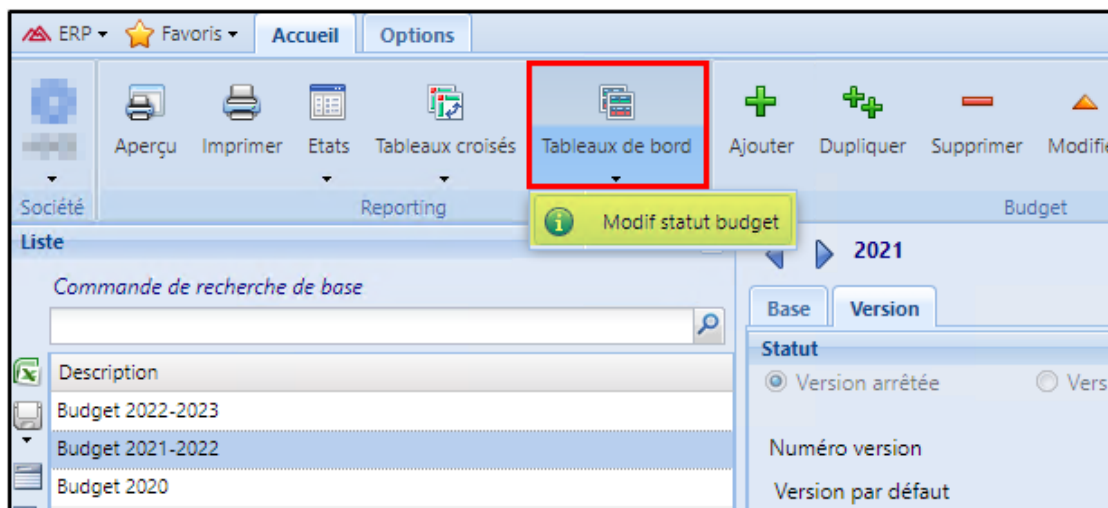 ERP Favoris Accueil Options
Aperçu Imprimer Etats Tableaux croisés Tableaux de bord Ajouter Dupliquer Supprimer
Société Reporting Budget
Modif statut budget
Liste
2021
Commande de recherche de base
Base Version
Statut
Description
Version arrêtée
Budget 2022-2023
Budget 2021-2022
Numéro version
Budget 2020
Version par défaut